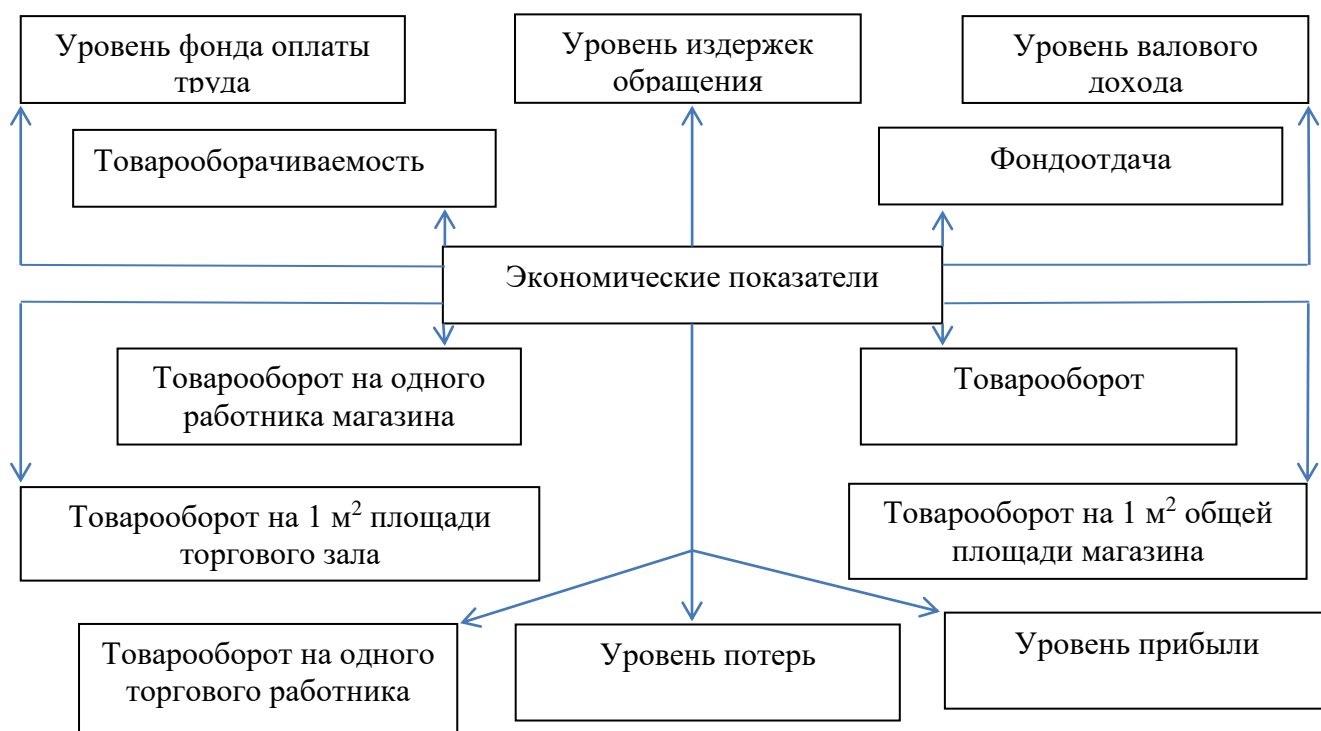 Уровень фонда оплаты
труда
Уровень издержек
обращения
Уровень валового
дохода
Товарооборачиваемость
Фондоотдача
Экономические показатели
Товарооборот на одного
работника магазина
Товарооборот
Товарооборот на 1 м² площади
торгового зала
Товарооборот на 1 м² общей
площади магазина
Товарооборот на одного
торгового работника
Уровень потерь
Уровень прибыли